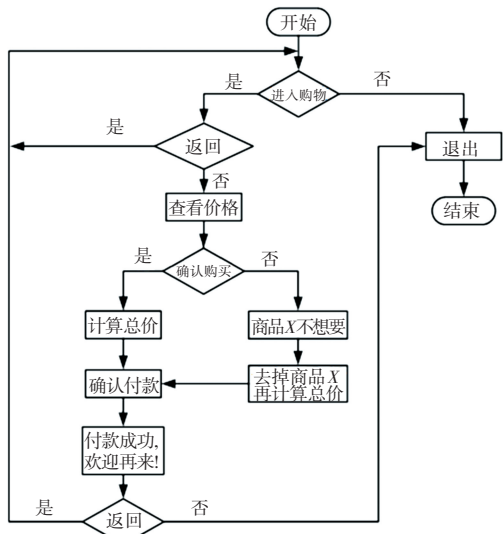 开始
是
否
进入购物
是
返回
退出
否
查看价格
结束
是
否
确认购买
计算总价
商品X不想要
确认付款
去掉商品X
再计算总价
付款成功,
欢迎再来!
是
否
返回